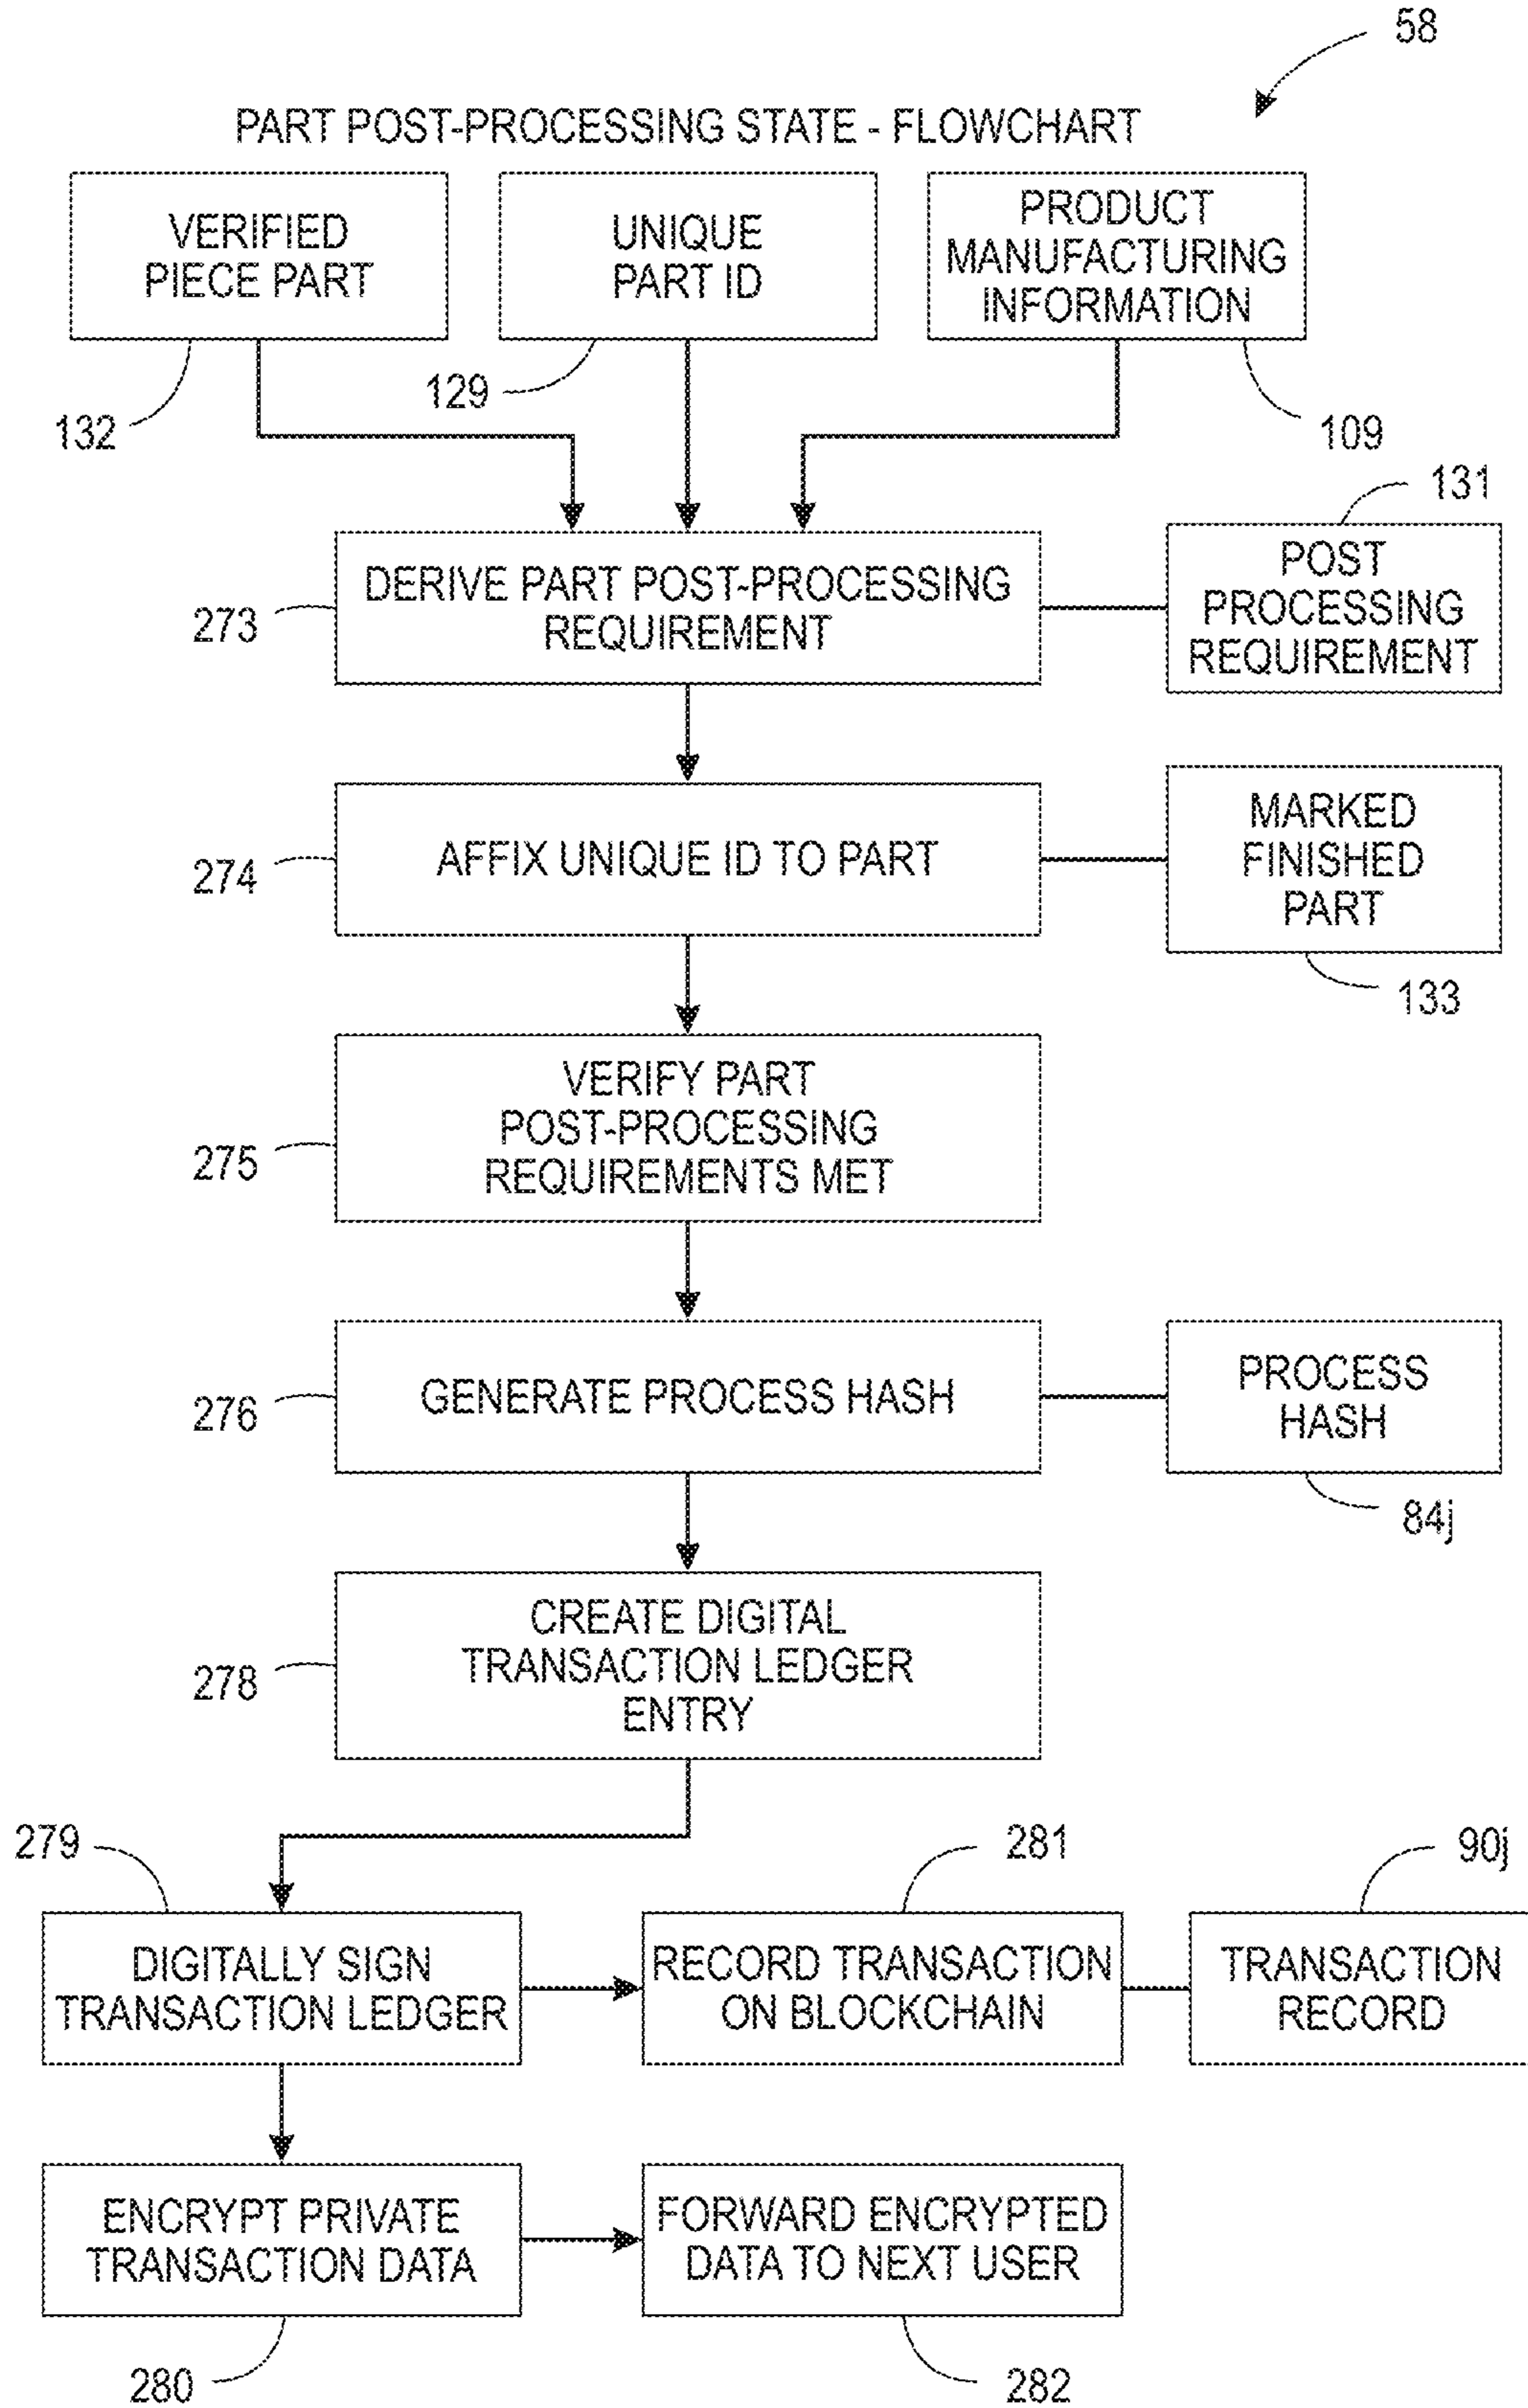 58
PART POST-PROCESSING STATE - FLOWCHART
VERIFIED
PIECE PART
UNIQUE
PART ID
PRODUCT
MANUFACTURING
INFORMATION
132
129
109
131
DERIVE PART POST-PROCESSING
REQUIREMENT
273
POST
PROCESSING
REQUIREMENT
AFFIX UNIQUE ID TO PART
274
MARKED
FINISHED
PART
133
VERIFY PART
POST-PROCESSING
REQUIREMENTS MET
275
GENERATE PROCESS HASH
276
PROCESS
HASH
84j
CREATE DIGITAL
TRANSACTION LEDGER
ENTRY
278
279
281
90j
DIGITALLY SIGN
TRANSACTION LEDGER
RECORD TRANSACTION
ON BLOCKCHAIN
TRANSACTION
RECORD
ENCRYPT PRIVATE
TRANSACTION DATA
FORWARD ENCRYPTED
DATA TO NEXT USER
280
282